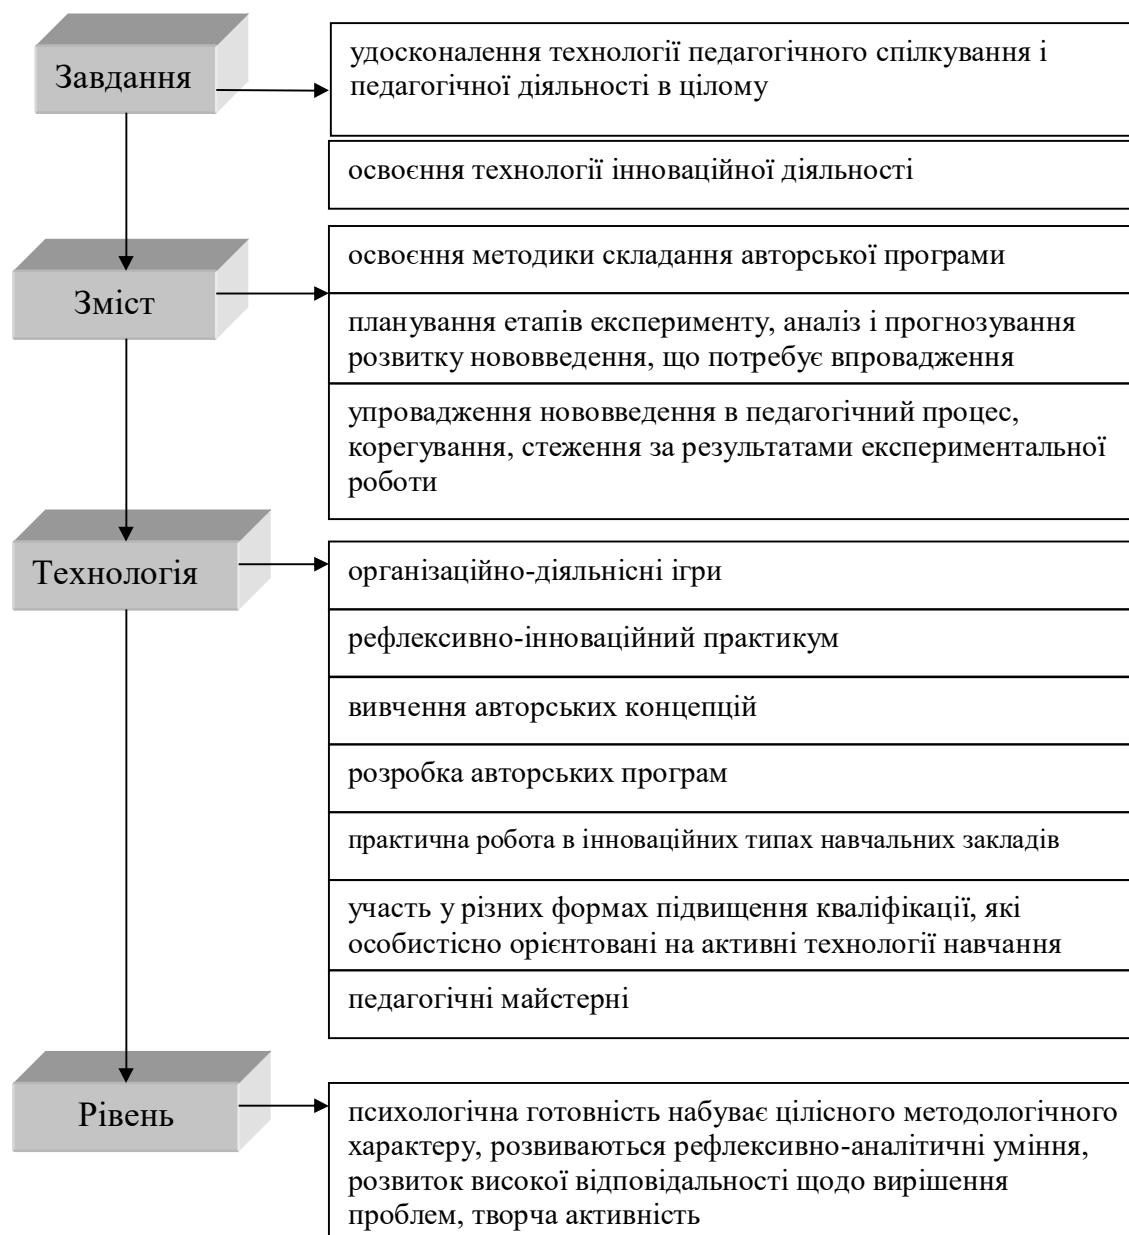 Завдання
удосконалення технології педагогічного спілкування і
педагогічної діяльності в цілому
освоєння технології інноваційної діяльності
Зміст
освоєння методики складання авторської програми
планування етапів експерименту, аналіз і прогнозування
розвитку нововведення, що потребує впровадження
упровадження нововведення в педагогічний процес,
корегування, стеження за результатами експериментальної
роботи
Технологія
організаційно-діяльнісні ігри
рефлексивно-інноваційний практикум
вивчення авторських концепцій
розробка авторських програм
практична робота в інноваційних типах навчальних закладів
участь у різних формах підвищення кваліфікації, які
особистісно орієнтовані на активні технології навчання
педагогічні майстерні
Рівень
психологічна готовність набуває цілісного методологічного
характеру, розвиваються рефлексивно-аналітичні уміння,
розвиток високої відповідальності щодо вирішення
проблем, творча активність